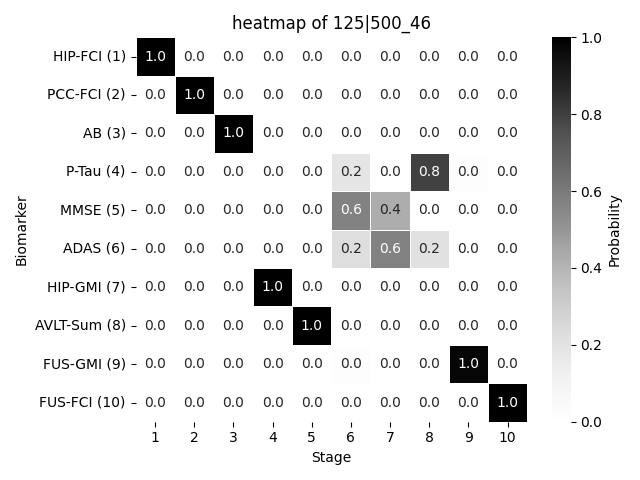 heatmap of 125|500_46
HIP-FCI (1) 1.0 0.0 0.0 0.0 0.0 0.0 0.0 0.0 0.0 0.0
PCC-FCI (2) 0.0 1.0 0.0 0.0 0.0 0.0 0.0 0.0 0.0 0.0
AB (3) 0.0 0.0 1.0 0.0 0.0 0.0 0.0 0.0 0.0 0.0
P-Tau (4) 0.0 0.0 0.0 0.0 0.0 0.2 0.0 0.8 0.0 0.0
MMSE (5) 0.0 0.0 0.0 0.0 0.0 0.6 0.4 0.0 0.0 0.0
ADAS (6) 0.0 0.0 0.0 0.0 0.0 0.2 0.6 0.2 0.0 0.0
HIP-GMI (7) 0.0 0.0 0.0 1.0 0.0 0.0 0.0 0.0 0.0 0.0
AVLT-Sum (8) 0.0 0.0 0.0 0.0 1.0 0.0 0.0 0.0 0.0 0.0
FUS-GMI (9) 0.0 0.0 0.0 0.0 0.0 0.0 0.0 0.0 1.0 0.0
FUS-FCI (10) 0.0 0.0 0.0 0.0 0.0 0.0 0.0 0.0 0.0 1.0
1 2 3 4 5 6 7 8 9 10
Stage
Biomarker
1.0
0.8
0.6
0.4
0.2
0.0
Probability